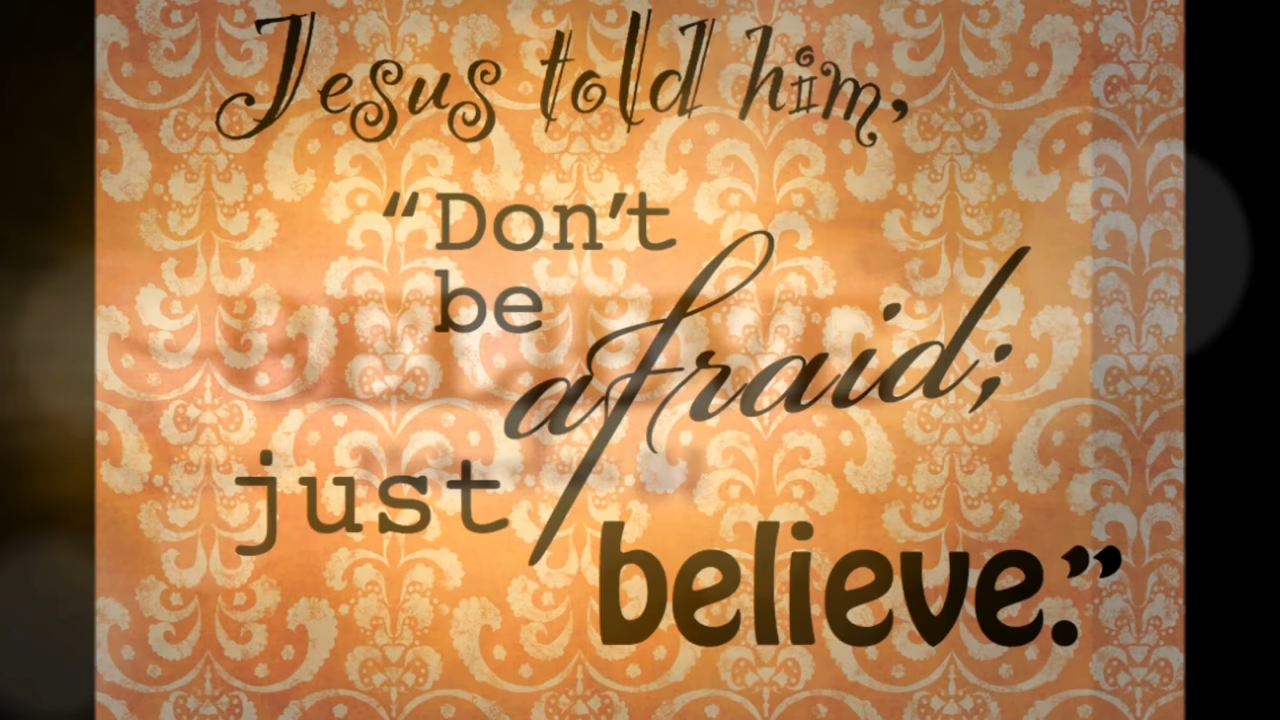 Jesus told him,
“Don’t
be
afraid;
just
believe.”